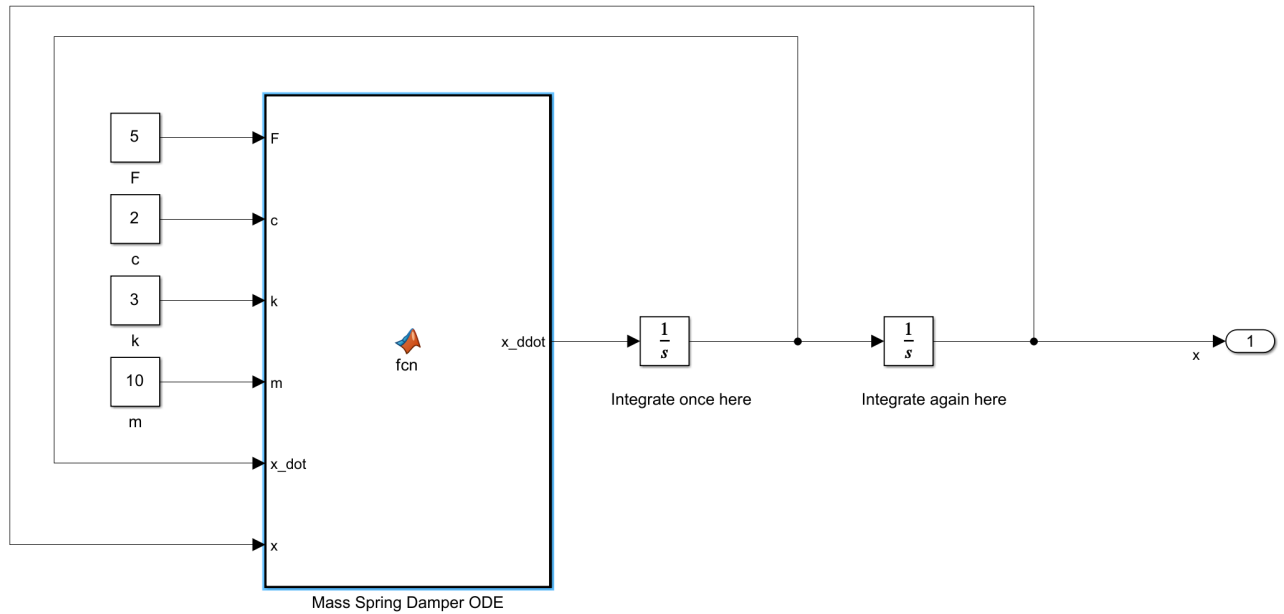 5
F
F
2
c
c
3
k
k
10
m
m
x_dot
x
fcn
x_ddot
1
s
Integrate once here
1
s
Integrate again here
x
1
Mass Spring Damper ODE